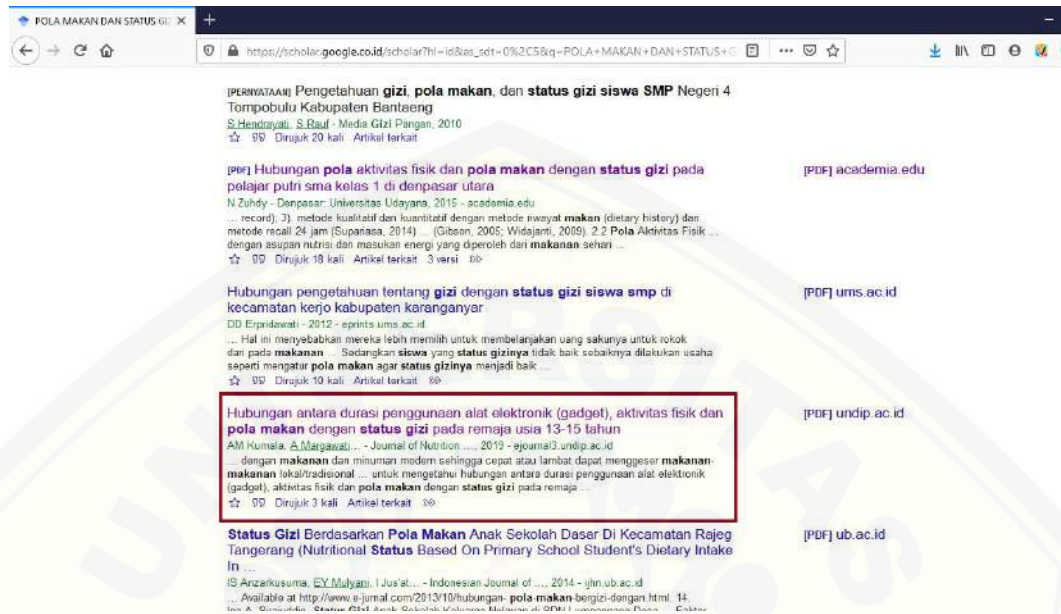 POLA MAKAN DAN STATUS GIZ
https://scholar.google.co.id/scholar?hl=id&as_sdt=0%2C5&q=POLA+MAKAN+DAN+STATUS+G
[PERNYATAAN] Pengetahuan gizi, pola makan, dan status gizi siswa SMP Negeri 4
Tompobulu Kabupaten Bantaeng
S Hendrayati, S Rauf - Media Gizi Pangan, 2010
Dirujuk 20 kali Artikel terkait
[PDF] Hubungan pola aktivitas fisik dan pola makan dengan status gizi pada
pelajar putri sma kelas 1 di denpasar utara
[PDF] academia.edu
N Zuhdy - Denpasar: Universitas Udayana, 2015 - academia.edu
... record); 3). metode kualitatif dan kuantitatif dengan metode riwayat makan (dietary history) dan
metode recall 24 jam (Supariasa, 2014) ... (Gibson, 2005; Widajanti, 2009). 2.2 Pola Aktivitas Fisik ...
dengan asupan nutrisi dan masukan energi yang diperoleh dari makanan sehari ...
Dirujuk 18 kali Artikel terkait 3 versi
Hubungan pengetahuan tentang gizi dengan status gizi siswa smp di
kecamatan kerjo kabupaten karanganyar
[PDF] ums.ac.id
DD Erpridawati - 2012 - eprints.ums.ac.id
... Hal ini menyebabkan mereka lebih memilih untuk membelanjakan uang sakunya untuk rokok
dari pada makanan ... Sedangkan siswa yang status gizinya tidak baik sebaiknya dilakukan usaha
seperti mengatur pola makan agar status gizinya menjadi baik ...
Dirujuk 10 kali Artikel terkait
Hubungan antara durasi penggunaan alat elektronik (gadget), aktivitas fisik dan
pola makan dengan status gizi pada remaja usia 13-15 tahun
[PDF] undip.ac.id
AM Kumala, A Margawati... - Journal of Nutrition ..., 2019 - ejournal3.undip.ac.id
... dengan makanan dan minuman modern sehingga cepat atau lambat dapat menggeser makanan-
makanan lokal/tradisional ... untuk mengetahui hubungan antara durasi penggunaan alat elektronik
(gadget), aktivitas fisik dan pola makan dengan status gizi pada remaja ...
Dirujuk 3 kali Artikel terkait
Status Gizi Berdasarkan Pola Makan Anak Sekolah Dasar Di Kecamatan Rajeg
Tangerang (Nutritional Status Based On Primary School Student's Dietary Intake
In ...
[PDF] ub.ac.id
IS Anzarkusuma, EY Mulyani, I Jus'at... - Indonesian Journal of ..., 2014 - ijhn.ub.ac.id
... Available at http://www.e-jurnal.com/2013/10/hubungan- pola-makan-bergizi-dengan.html. 14.
Status Gizi Anak Sekolah Keluarga Nelayan di SDN
UNIVERSITAS